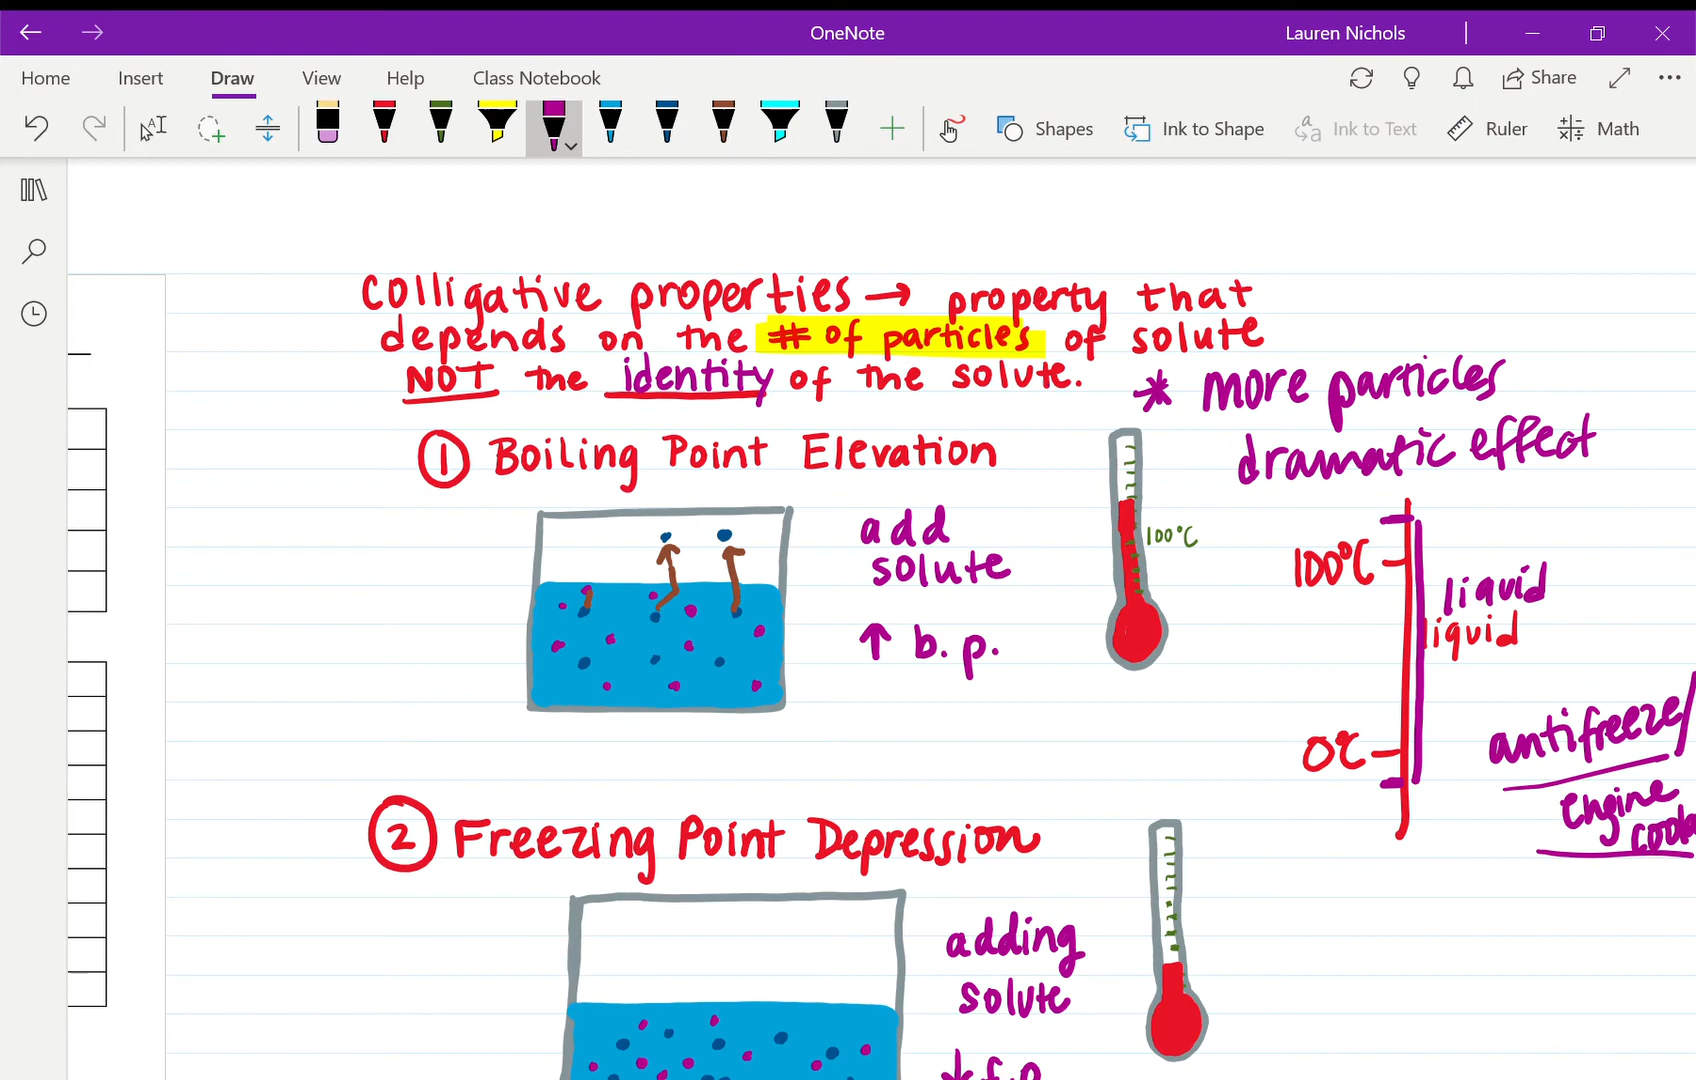 OneNote
Lauren Nichols
Home Insert Draw View Help Class Notebook
Share
Shapes Ink to Shape Ink to Text Ruler Math
colligative properties → property that
depends on the # of particles of solute
NOT the identity of the solute.
* more particles
dramatic effect
① Boiling Point Elevation
add
solute
↑ b.p.
100°C
100°C
liquid
liquid
0°C
antifreeze/
engine
② Freezing Point Depression
adding
solute
↓ f.p